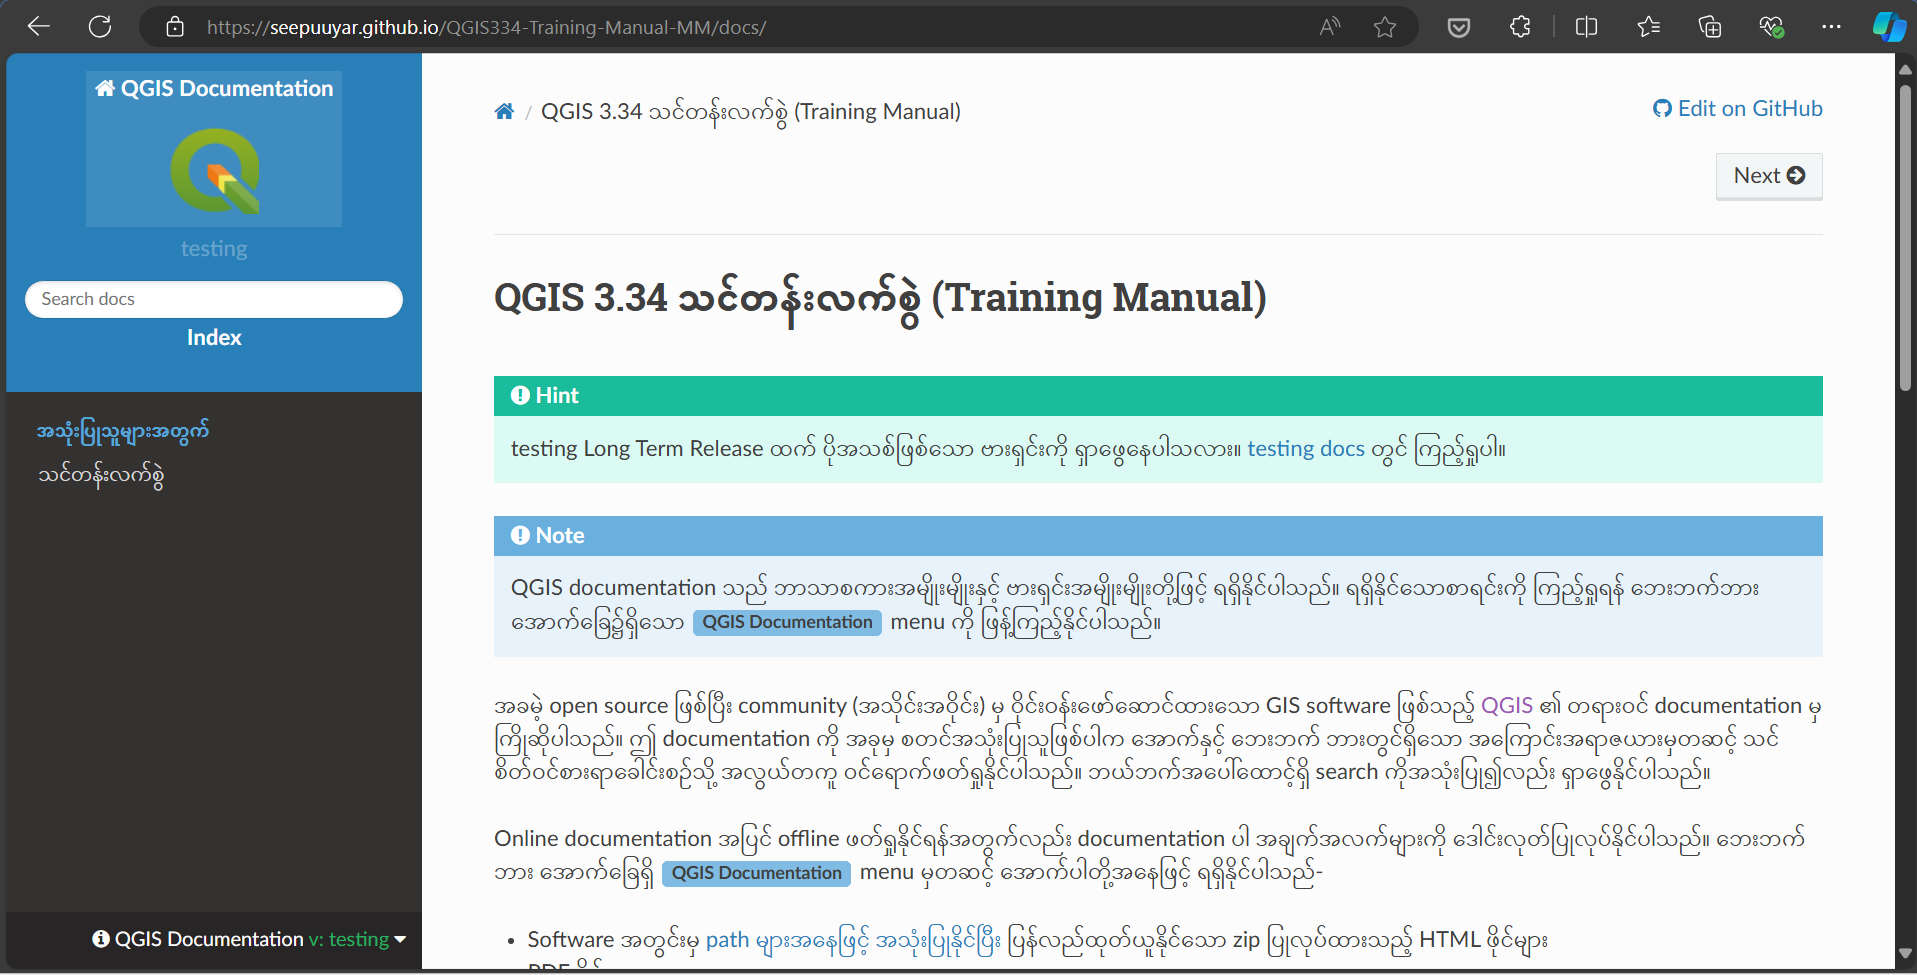 https://seepuuyar.github.io/QGIS334-Training-Manual-MM/docs/
QGIS Documentation
testing
Search docs
Index
အသုံးပြုသူများအတွက်
သင်တန်းလက်စွဲ
QGIS Documentation v: testing
/ QGIS 3.34 သင်တန်းလက်စွဲ (Training Manual)
Edit on GitHub
Next
QGIS 3.34 သင်တန်းလက်စွဲ (Training Manual)
Hint
testing Long Term Release ထက် ပိုအသစ်ဖြစ်သော ဗားရှင်းကို ရှာဖွေနေပါသလား။ testing docs တွင် ကြည့်ရှုပါ။
Note
QGIS documentation သည် ဘာသာစကားအမျိုးမျိုးနှင့် ဗားရှင်းအမျိုးမျိုးတို့ဖြင့် ရရှိနိုင်ပါသည်။ ရရှိနိုင်သောစာရင်းကို ကြည့်ရှုရန် ဘေးဘက်ဘား
အောက်ခြေ၌ရှိသော QGIS Documentation menu ကို ဖြန့်ကြည့်နိုင်ပါသည်။
အခမဲ့ open source ဖြစ်ပြီး community (အသိုင်းအဝိုင်း) မှ ဝိုင်းဝန်းဖော်ဆောင်ထားသော GIS software ဖြစ်သည့် QGIS ၏ တရားဝင် documentation မှ
ကြိုဆိုပါသည်။ ဤ documentation ကို အခုမှ စတင်အသုံးပြုသူဖြစ်ပါက အောက်နှင့် ဘေးဘက် ဘားတွင်ရှိသော အကြောင်းအရာဇယားမှတဆင့် သင်
စိတ်ဝင်စားရာခေါင်းစဉ်သို့ အလွယ်တကူ ဝင်ရောက်ဖတ်ရှုနိုင်ပါသည်။ ဘယ်ဘက်အပေါ်ထောင့်ရှိ search ကိုအသုံးပြု၍လည်း ရှာဖွေနိုင်ပါသည်။
Online documentation အပြင် offline ဖတ်ရှုနိုင်ရန်အတွက်လည်း documentation ပါ အချက်အလက်များကို ဒေါင်းလုတ်ပြုလုပ်နိုင်ပါသည်။ ဘေးဘက်
ဘား အောက်ခြေရှိ QGIS Documentation menu မှတဆင့် အောက်ပါတို့အနေဖြင့် ရရှိနိုင်ပါသည်-
• Software အတွင်းမှ path များအနေဖြင့် အသုံးပြုနိုင်ပြီး ပြန်လည်ထုတ်ယူနိုင်သော zip ပြုလုပ်ထားသည့် HTML ဖိုင်များ